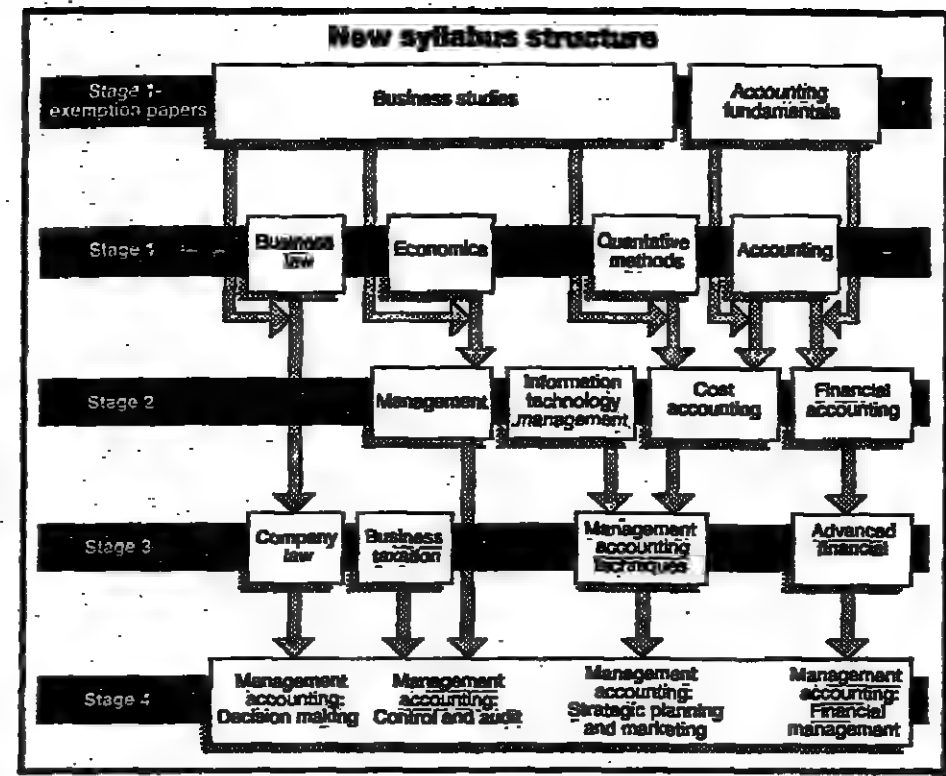 New syllabus structure
Stage 1-
exemption papers
Business studies
Accounting
fundamentals
Stage 1
Business
law
Economics
Quantative
methods
Accounting
Stage 2
Management
Information
technology
management
Cost
accounting
Financial
accounting
Stage 3
Company
law
Business
taxation
Management
accounting
techniques
Advanced
financial
Stage 4
Management
accounting:
Decision making
Management
accounting:
Control and audit
Management
accounting:
Strategic planning
and marketing
Management
accounting:
Financial
management